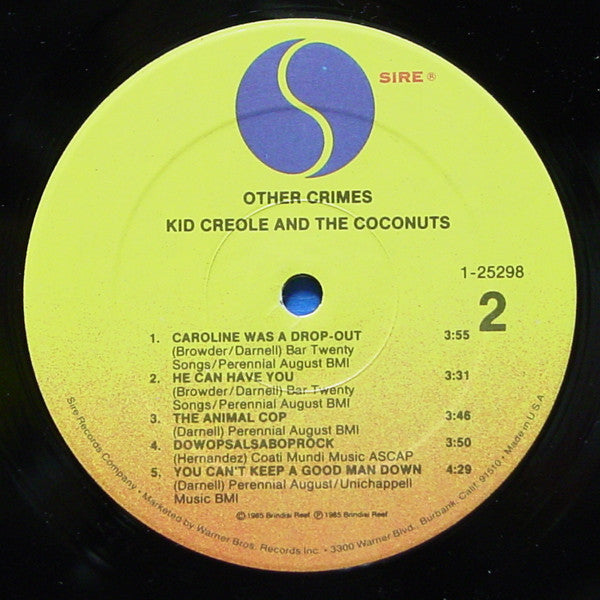 SIRE ®
OTHER CRIMES
KID CREOLE AND THE COCONUTS
1-25298
2
1. CAROLINE WAS A DROP-OUT 3:55
(Browder/Darnell) Bar Twenty
Songs/Perennial August BMI
2. HE CAN HAVE YOU 3:31
(Browder/Darnell) Bar Twenty
Songs/Perennial August BMI
3. THE ANIMAL COP 3:46
(Darnell) Perennial August BMI
4. DOWOPSALSABOPROCK 3:50
(Hernandez) Coati Mundi Music ASCAP
5. YOU CAN'T KEEP A GOOD MAN DOWN 4:29
(Darnell) Perennial August/Unichappell
Music BMI
©1985 Brindisi Reef ℗1985 Brindisi Reef
Sire Records Company • Marketed by Warner Bros. Records Inc. • 3300 Warner Blvd., Burbank, Calif. 91510 • Made in U.S.A.